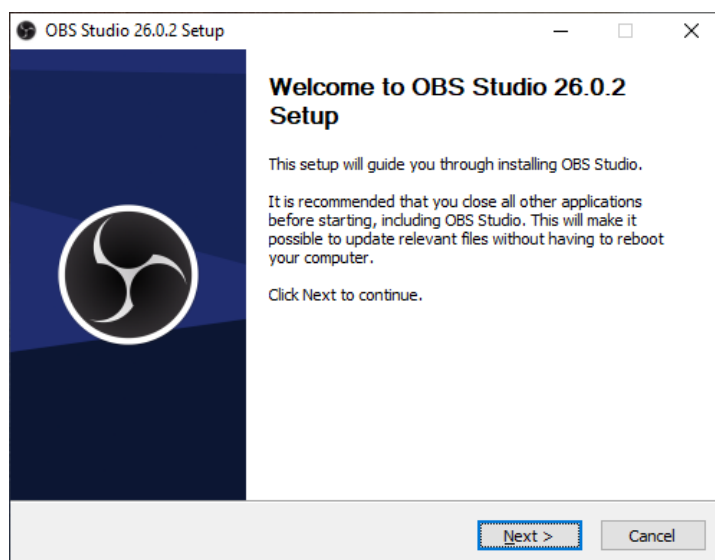 OBS Studio 26.0.2 Setup
Welcome to OBS Studio 26.0.2
Setup
This setup will guide you through installing OBS Studio.
It is recommended that you close all other applications
before starting, including OBS Studio. This will make it
possible to update relevant files without having to reboot
your computer.
Click Next to continue.
Next >
Cancel